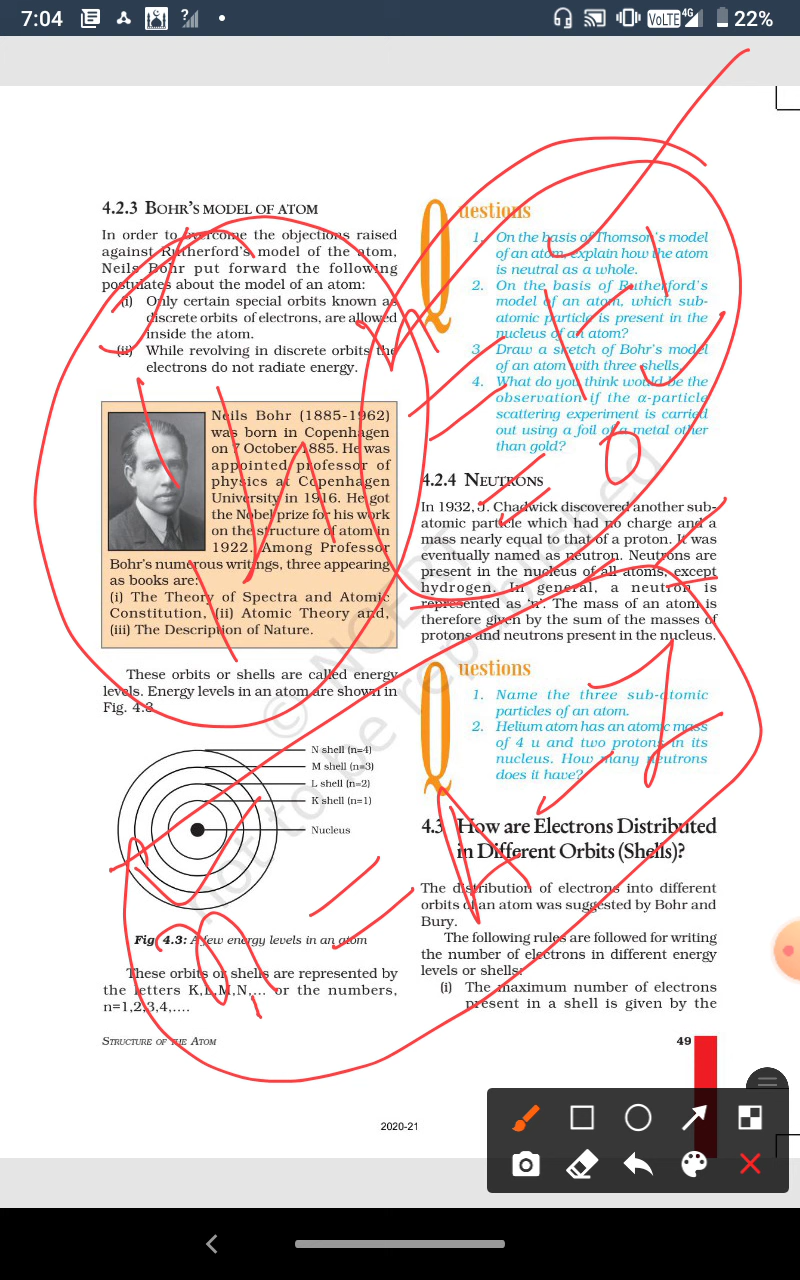 7:04
?
VoLTE 4G 22%
4.2.3 BOHR'S MODEL OF ATOM
In order to overcome the objections raised
against Rutherford's model of the atom,
Neils Bohr put forward the following
postulates about the model of an atom:
(i) Only certain special orbits known as
discrete orbits of electrons, are allowed
inside the atom.
(ii) While revolving in discrete orbits the
electrons do not radiate energy.
Neils Bohr (1885-1962)
was born in Copenhagen
on 7 October 1885. He was
appointed professor of
physics at Copenhagen
University in 1916. He got
the Nobel prize for his work
on the structure of atom in
1922. Among Professor
Bohr's numerous writings, three appearing
as books are:
(i) The Theory of Spectra and Atomic
Constitution, (ii) Atomic Theory and,
(iii) The Description of Nature.
These orbits or shells are called energy
levels. Energy levels in an atom are shown in
Fig. 4.3.
N shell (n=4)
M shell (n=3)
L shell (n=2)
K shell (n=1)
Nucleus
Fig. 4.3: A few energy levels in an atom
These orbits or shells are represented by
the letters K,L,M,N,... or the numbers,
n=1,2,3,4,....
Questions
1. On the basis of Thomson's model
of an atom, explain how the atom
is neutral as a whole.
2. On the basis of Rutherford's
model of an atom, which sub-
atomic particle is present in the
nucleus of an atom?
3. Draw a sketch of Bohr's model
of an atom with three shells.
4. What do you think would be the
observation if the α-particle
scattering experiment is carried
out using a foil of a metal other
than gold?
4.2.4 NEUTRONS
In 1932, J. Chadwick discovered another sub-
atomic particle which had no charge and a
mass nearly equal to that of a proton. It was
eventually named as neutron. Neutrons are
present in the nucleus of all atoms, except
hydrogen. In general, a neutron is
represented as 'n'. The mass of an atom is
therefore given by the sum of the masses of
protons and neutrons present in the nucleus.
Questions
1. Name the three sub-atomic
particles of an atom.
2. Helium atom has an atomic mass
of 4 u and two protons in its
nucleus. How many neutrons
does it have?
4.3 How are Electrons Distributed
in Different Orbits (Shells)?
The distribution of electrons into different
orbits of an atom was suggested by Bohr and
Bury.
The following rules are followed for writing
the number of electrons in different energy
levels or shells:
(i) The maximum number of electrons
present in a shell is given by the
© NCERT
not to be republished
STRUCTURE OF THE ATOM
49
2020-21